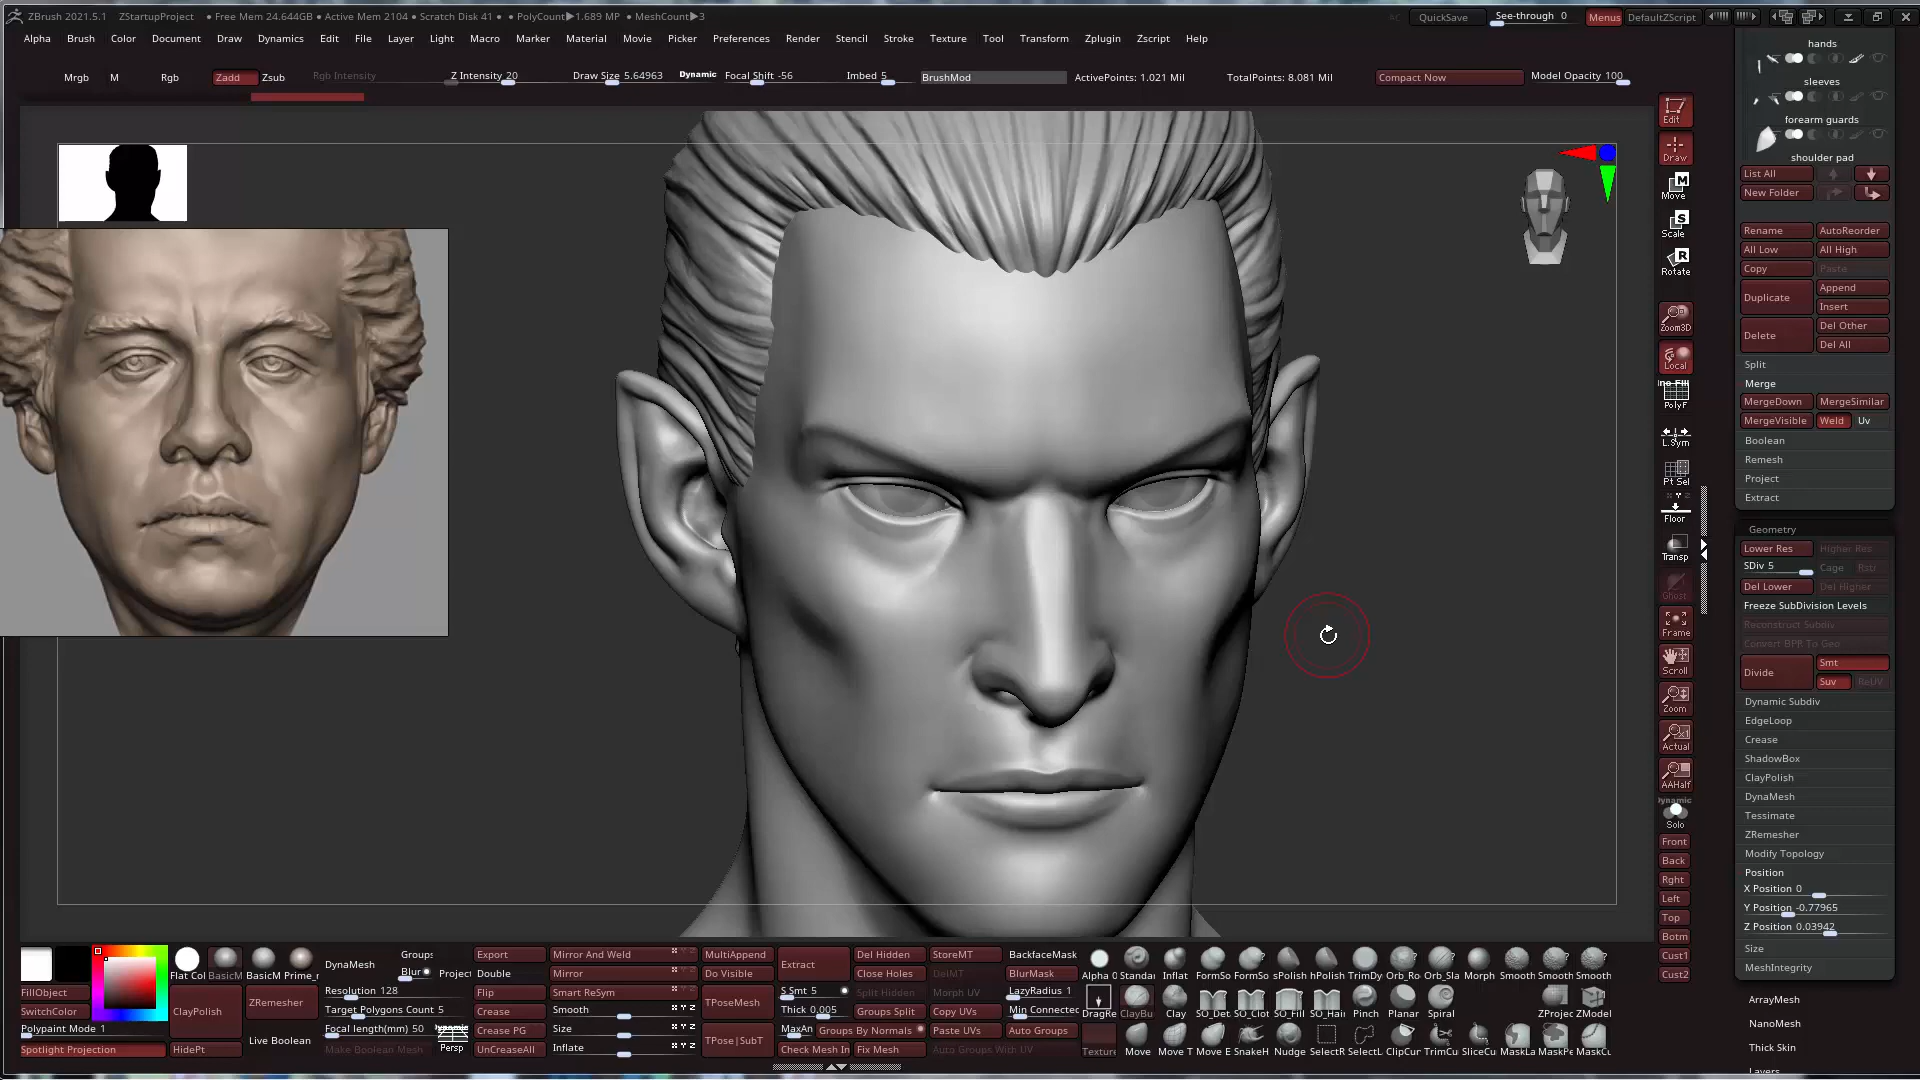 ZBrush 2021.5.1 ZStartupProject • Free Mem 24.644GB • Active Mem 2104 • Scratch Disk 41 • PolyCount▶1.689 MP • MeshCount▶3
QuickSave See-through 0 Menus DefaultZScript
Alpha Brush Color Document Draw Dynamics Edit File Layer Light Macro Marker Material Movie Picker Preferences Render Stencil Stroke Texture Tool Transform Zplugin Zscript Help
Mrgb M Rgb Zadd Zsub Rgb Intensity Z Intensity 20 Draw Size 5.64963 Dynamic Focal Shift -56 Imbed 5 BrushMod ActivePoints: 1.021 Mil TotalPoints: 8.081 Mil Compact Now Model Opacity 100
Edit
Draw
M
Move
S
Scale
R
Rotate
Zoom3D
Local
PolyF
L.Sym
Pt Sel
Floor
Transp
Ghost
Frame
Scroll
Zoom
Actual
AAHalf
Dynamic
Solo
Front
Back
Rght
Left
Top
Botm
Cust1
Cust2
hands
sleeves
forearm guards
shoulder pad
List All
New Folder
Rename AutoReorder
All Low All High
Copy Paste
Duplicate Append
Insert
Delete Del Other
Del All
Split
Merge
MergeDown MergeSimilar
MergeVisible Weld Uv
Boolean
Remesh
Project
Extract
Geometry
Lower Res Higher Res
SDiv 5 Cage Rstr
Del Lower Del Higher
Freeze SubDivision Levels
Reconstruct Subdiv
Convert BPR To Geo
Divide Smt
Suv ReUV
Dynamic Subdiv
EdgeLoop
Crease
ShadowBox
ClayPolish
DynaMesh
Tessimate
ZRemesher
Modify Topology
Position
X Position 0
Y Position -0.77965
Z Position 0.03942
Size
MeshIntegrity
ArrayMesh
NanoMesh
Thick Skin
Layers
Flat Col BasicM BasicM Prime_r
FillObject
SwitchColor
Polypaint Mode 1
Spotlight Projection
ClayPolish
HidePt
ZRemesher
Live Boolean
DynaMesh
Groups
Blur Project
Resolution 128
Target Polygons Count 5
Focal length(mm) 50
Dynamic
Persp
Make Boolean Mesh
Export
Double
Flip
Crease
Crease PG
UnCreaseAll
Mirror And Weld
Mirror
Smart ReSym
Smooth
Size
Inflate
MultiAppend
Do Visible
TPoseMesh
TPose|SubT
Extract
S Smt 5
Thick 0.005
MaxAn Groups By Normals
Check Mesh In Fix Mesh
Del Hidden
Close Holes
Split Hidden
Groups Split
StoreMT
DelMT
Morph UV
Copy UVs
Paste UVs
Auto Groups With UV
BackfaceMask
BlurMask
LazyRadius 1
Min Connected
Auto Groups
Alpha 0 Standar Inflat FormSo FormSo sPolish hPolish TrimDy Orb_Ro Orb_Sla Morph Smooth Smooth Smooth
DragRe ClayBu Clay SO_Det SO_Clot SO_Fill SO_Hair Pinch Planar Spiral ZProjec ZModel
Texture Move Move T Move E SnakeH Nudge SelectR SelectL ClipCur TrimCu SliceCu MaskLa MaskPe MaskCu